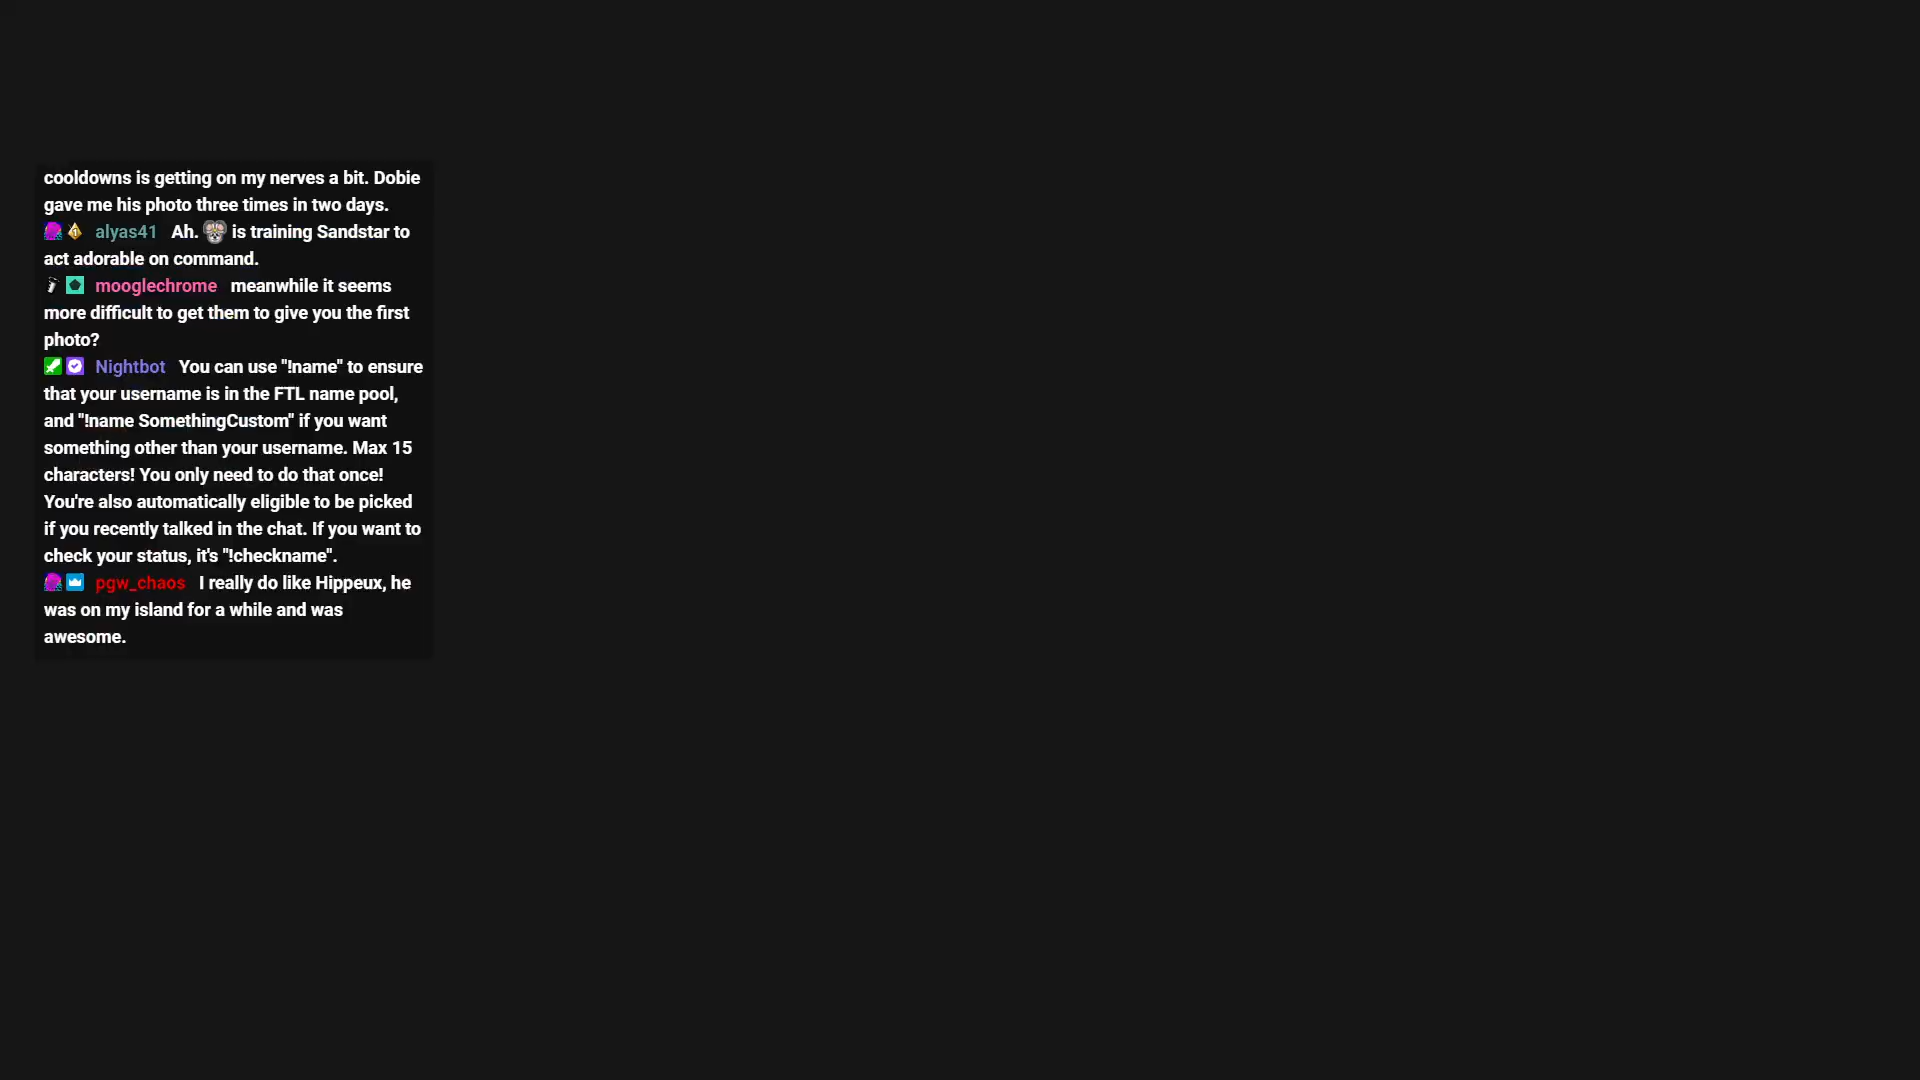 cooldowns is getting on my nerves a bit. Dobie
gave me his photo three times in two days.
alyas41 Ah. is training Sandstar to
act adorable on command.
mooglechrome meanwhile it seems
more difficult to get them to give you the first
photo?
Nightbot You can use "!name" to ensure
that your username is in the FTL name pool,
and "!name SomethingCustom" if you want
something other than your username. Max 15
characters! You only need to do that once!
You're also automatically eligible to be picked
if you recently talked in the chat. If you want to
check your status, it's "!checkname".
pgw_chaos I really do like Hippeux, he
was on my island for a while and was
awesome.